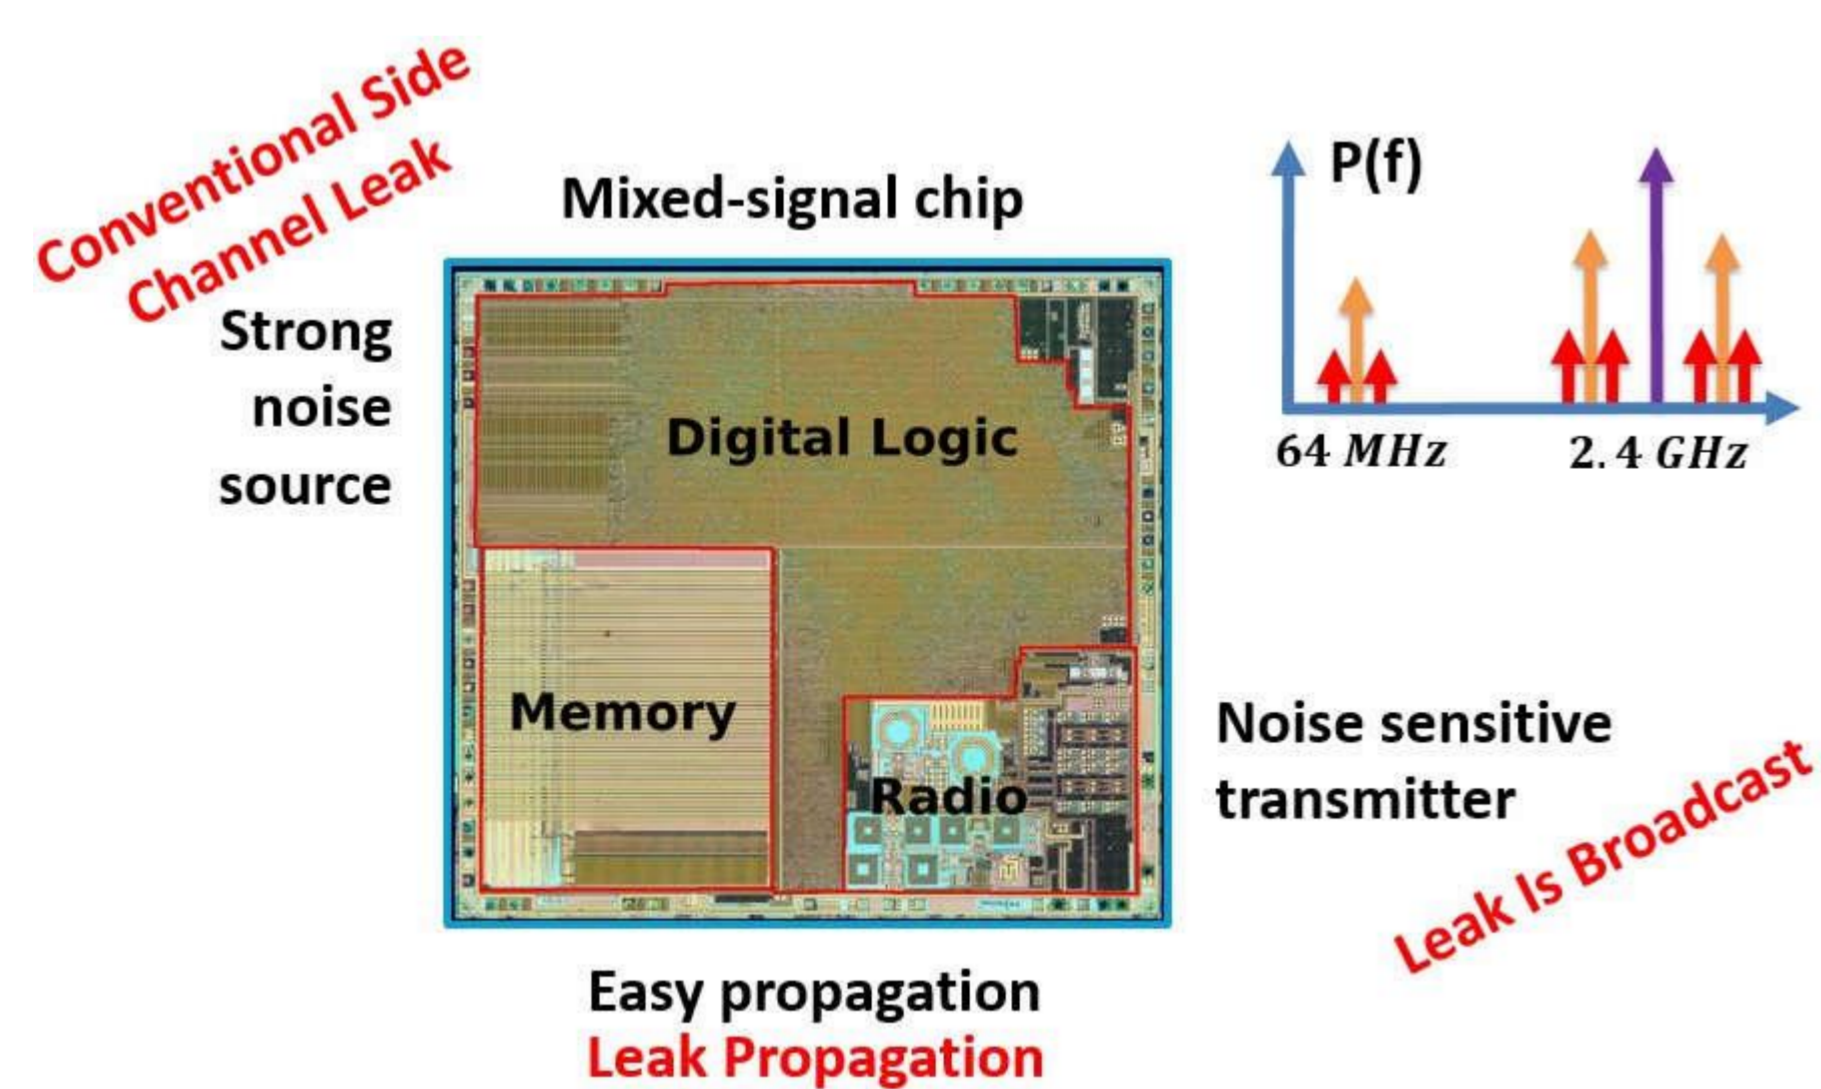 Conventional Side
Channel Leak
Strong
noise
source
Mixed-signal chip
Digital Logic
Memory
Radio
P(f)
64 MHz
2.4 GHz
Noise sensitive
transmitter
Leak Is Broadcast
Easy propagation
Leak Propagation